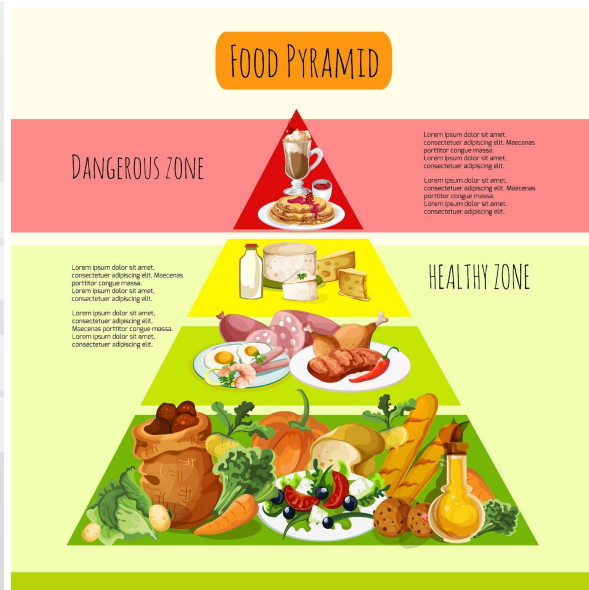 Food Pyramid
Dangerous zone
Lorem ipsum dolor sit amet,
consectetuer adipiscing elit. Maecenas
porttitor congue massa.
Lorem ipsum dolor sit amet,
consectetuer adipiscing elit.
Lorem ipsum dolor sit amet,
consectetuer adipiscing elit. Maecenas
porttitor congue massa.
Lorem ipsum dolor sit amet,
consectetuer adipiscing elit.
Lorem ipsum dolor sit amet,
consectetuer adipiscing elit. Maecenas
porttitor congue massa.
Lorem ipsum dolor sit amet,
consectetuer adipiscing elit.
Lorem ipsum dolor sit amet,
consectetuer adipiscing elit.
Maecenas porttitor congue massa.
Lorem ipsum dolor sit amet,
consectetuer adipiscing elit.
HEALTHY ZONE